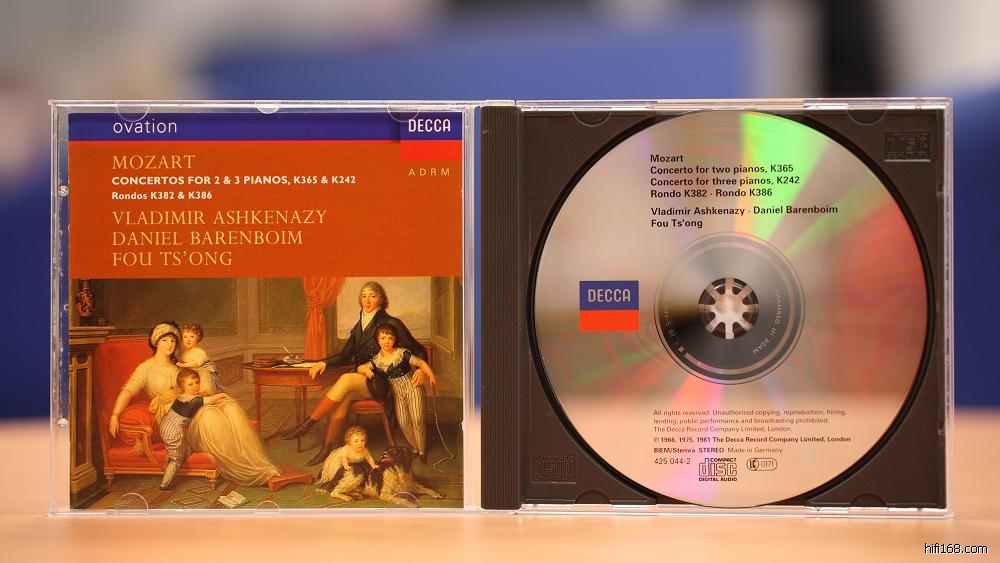 ovation
DECCA
ADRM
MOZART
CONCERTOS FOR 2 & 3 PIANOS, K365 & K242
Rondos K382 & K386
VLADIMIR ASHKENAZY
DANIEL BARENBOIM
FOU TS'ONG
Mozart
Concerto for two pianos, K365
Concerto for three pianos, K242
Rondo K382 · Rondo K386
Vladimir Ashkenazy · Daniel Barenboim
Fou Ts'ong
DECCA
MADE IN GERMANY
All rights reserved. Unauthorized copying, reproduction, hiring,
lending, public performance and broadcasting prohibited.
The Decca Record Company Limited, London.
℗ 1966, 1975, 1981 The Decca Record Company Limited, London
BIEM/Stemra STEREO Made in Germany
425 044-2
COMPACT
disc
DIGITAL AUDIO
LC 0171
hifi168.com